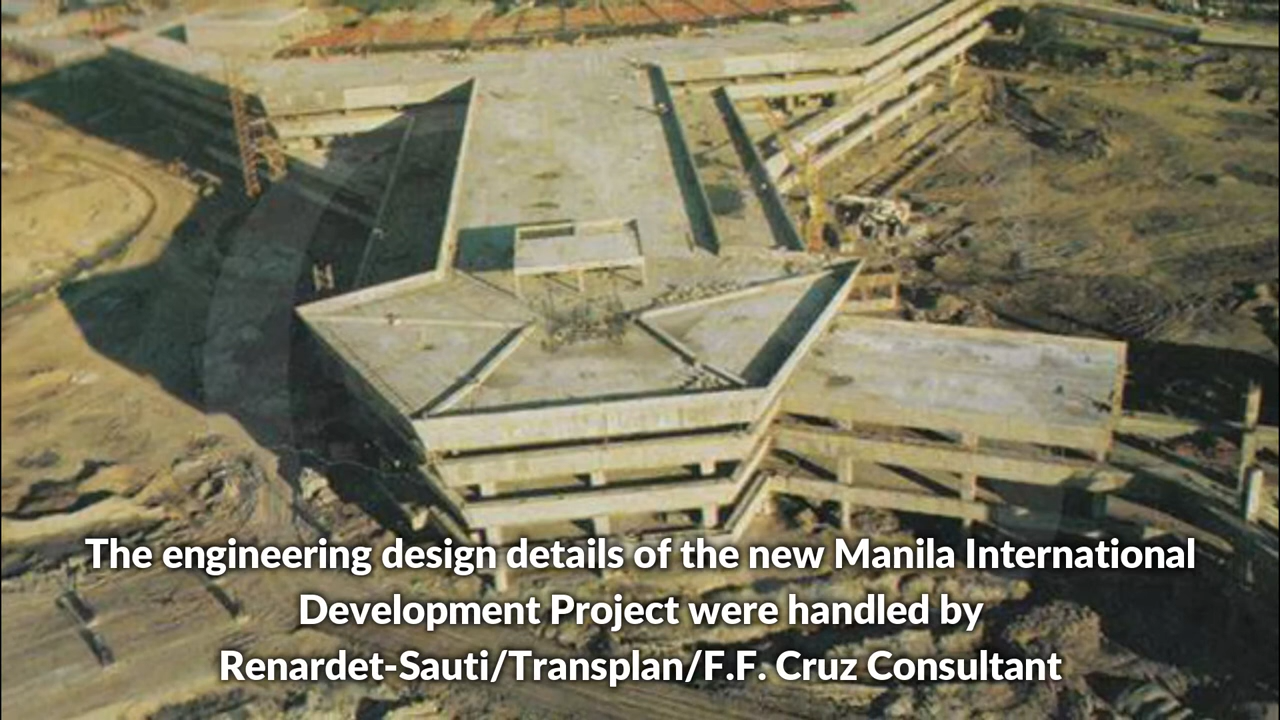 The engineering design details of the new Manila International
Development Project were handled by
Renardet-Sauti/Transplan/F.F. Cruz Consultant